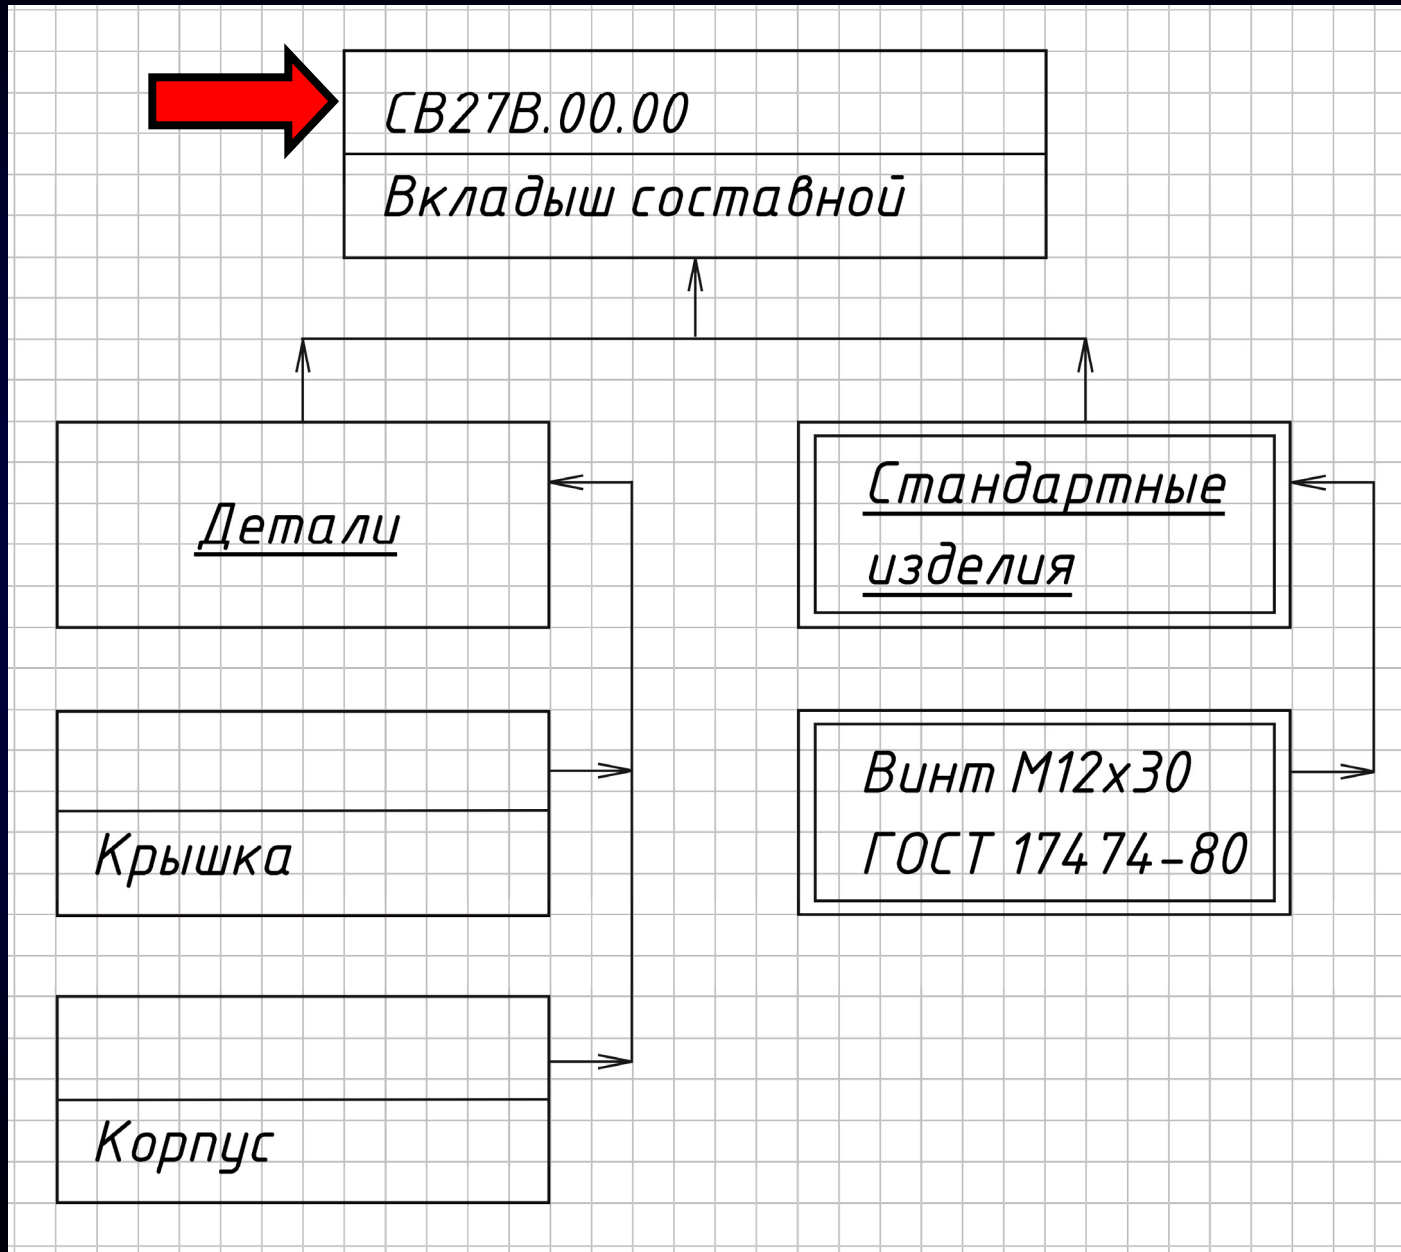 СВ27В.00.00
Вкладыш составной
Детали
Стандартные
изделия
Крышка
Винт М12х30
ГОСТ 17474-80
Корпус